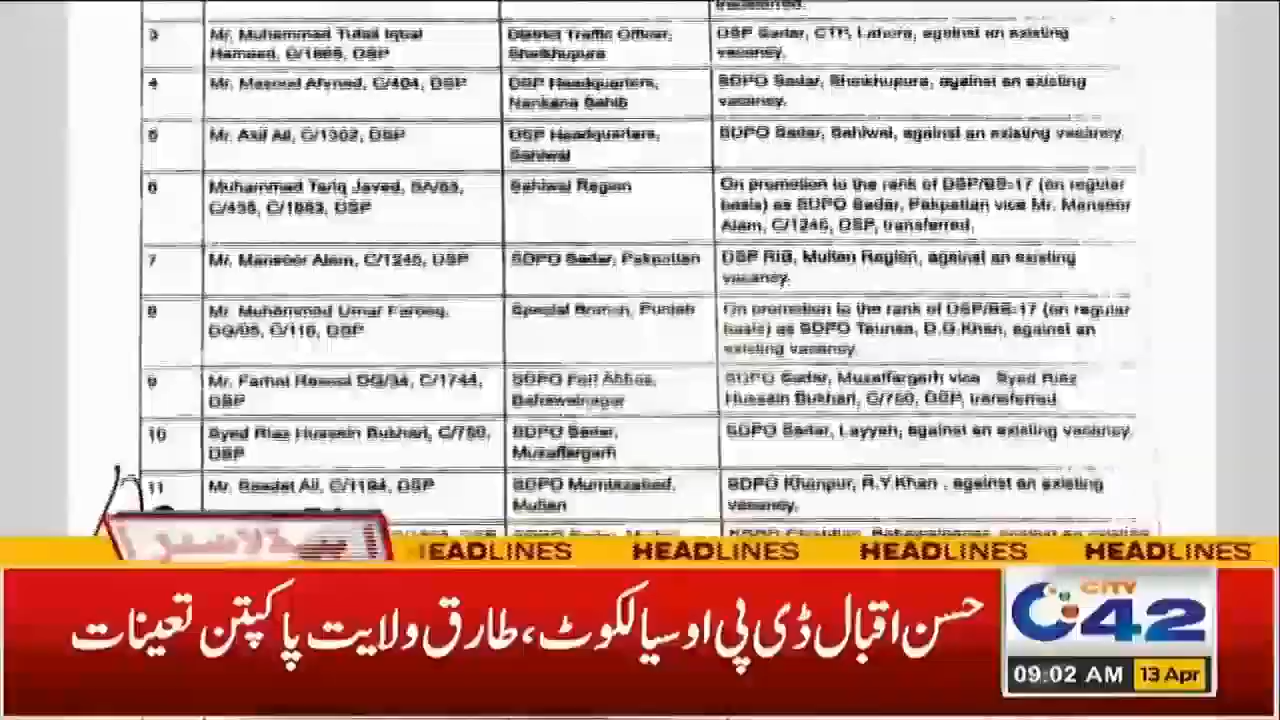 3 Mr. Muhammad Tufail Iqbal District Traffic Officer, DSP Sadar, CTP, Lahore, against an existing
Hameed, C/1885, DSP Sheikhupura vacancy.
4 Mr. Masood Ahmed, C/404, DSP DSP Headquarters, SDPO Sadar, Sheikhupura, against an existing
Nankana Sahib vacancy.
5 Mr. Asif Ali, C/1302, DSP DSP Headquarters, SDPO Sadar, Sahiwal, against an existing vacancy.
Sahiwal
6 Muhammad Tariq Javed, Sahiwal Region On promotion to the rank of DSP/BS-17 (on regular
C/1883, DSP basis) as SDPO Sadar, Pakpattan vice Mr. Mansoor
Alam, C/1245, DSP, transferred.
7 Mr. Mansoor Alam, C/1245, DSP SDPO Sadar, Pakpattan DSP RIB, Multan Region, against an existing
vacancy.
8 Mr. Muhammad Umar Farooq, Special Branch, Punjab On promotion to the rank of DSP/BS-17 (on regular
C/116, DSP basis) as SDPO Taunsa, D.G.Khan, against an
existing vacancy.
9 Mr. Farhat Rasool DG/34, C/1744, SDPO Fort Abbas, SDPO Sadar, Muzaffargarh vice Syed Riaz
DSP Bahawalnagar Hussain Bukhari, C/760, DSP, transferred.
10 Syed Riaz Hussain Bukhari, C/760, SDPO Sadar, SDPO Sadar, Layyah, against an existing vacancy.
DSP Muzaffargarh
11 Mr. Saadat Ali, C/1194, DSP SDPO Mumtazabad, SDPO Khanpur, R.Y.Khan , against an existing
Multan vacancy.
ہیڈ لائنز
HEADLINES HEADLINES HEADLINES HEADLINES
حسن اقبال ڈی پی او سیالکوٹ، طارق ولایت پاکپتن تعینات
CITY
42
09:02 AM 13 Apr